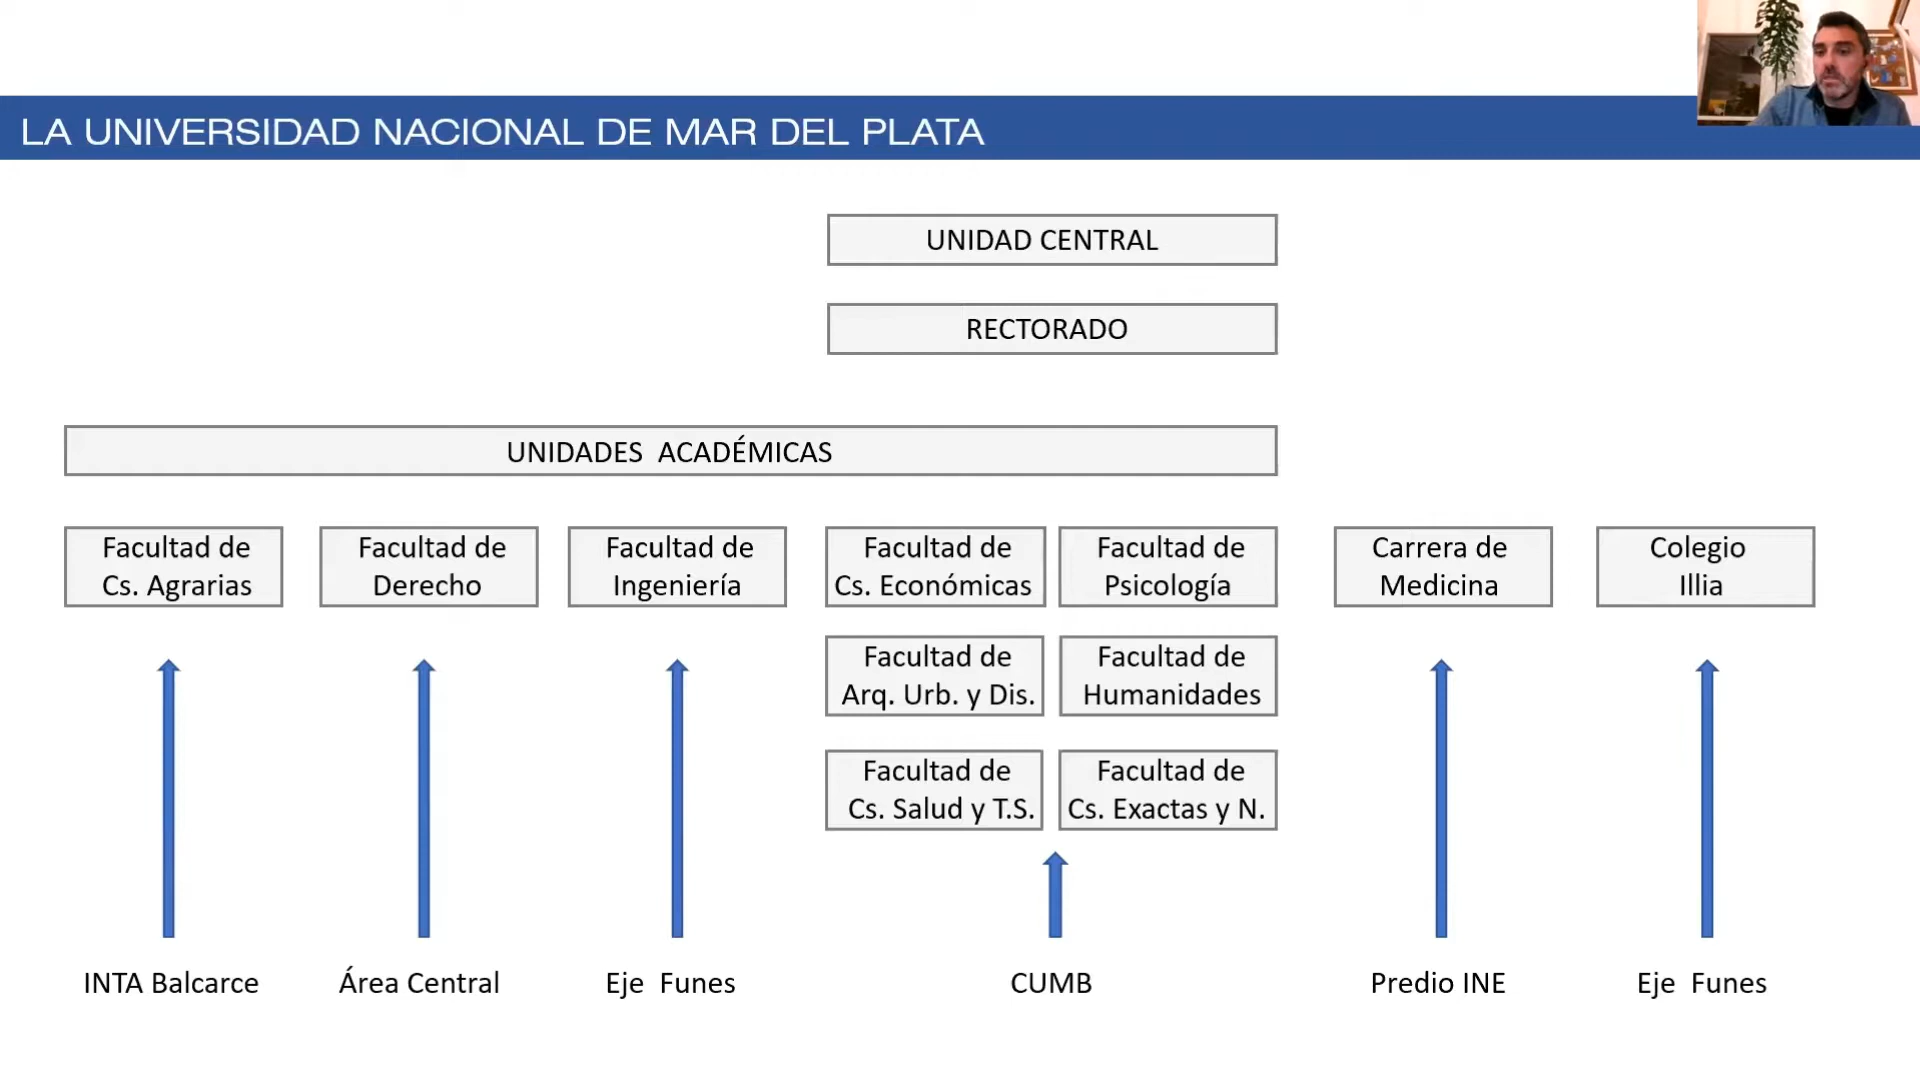 LA UNIVERSIDAD NACIONAL DE MAR DEL PLATA
UNIDAD CENTRAL
RECTORADO
UNIDADES ACADÉMICAS
Facultad de
Cs. Agrarias
Facultad de
Derecho
Facultad de
Ingeniería
Facultad de
Cs. Económicas
Facultad de
Psicología
Carrera de
Medicina
Colegio
Illia
Facultad de
Arq. Urb. y Dis.
Facultad de
Humanidades
Facultad de
Cs. Salud y T.S.
Facultad de
Cs. Exactas y N.
INTA Balcarce
Área Central
Eje Funes
CUMB
Predio INE
Eje Funes